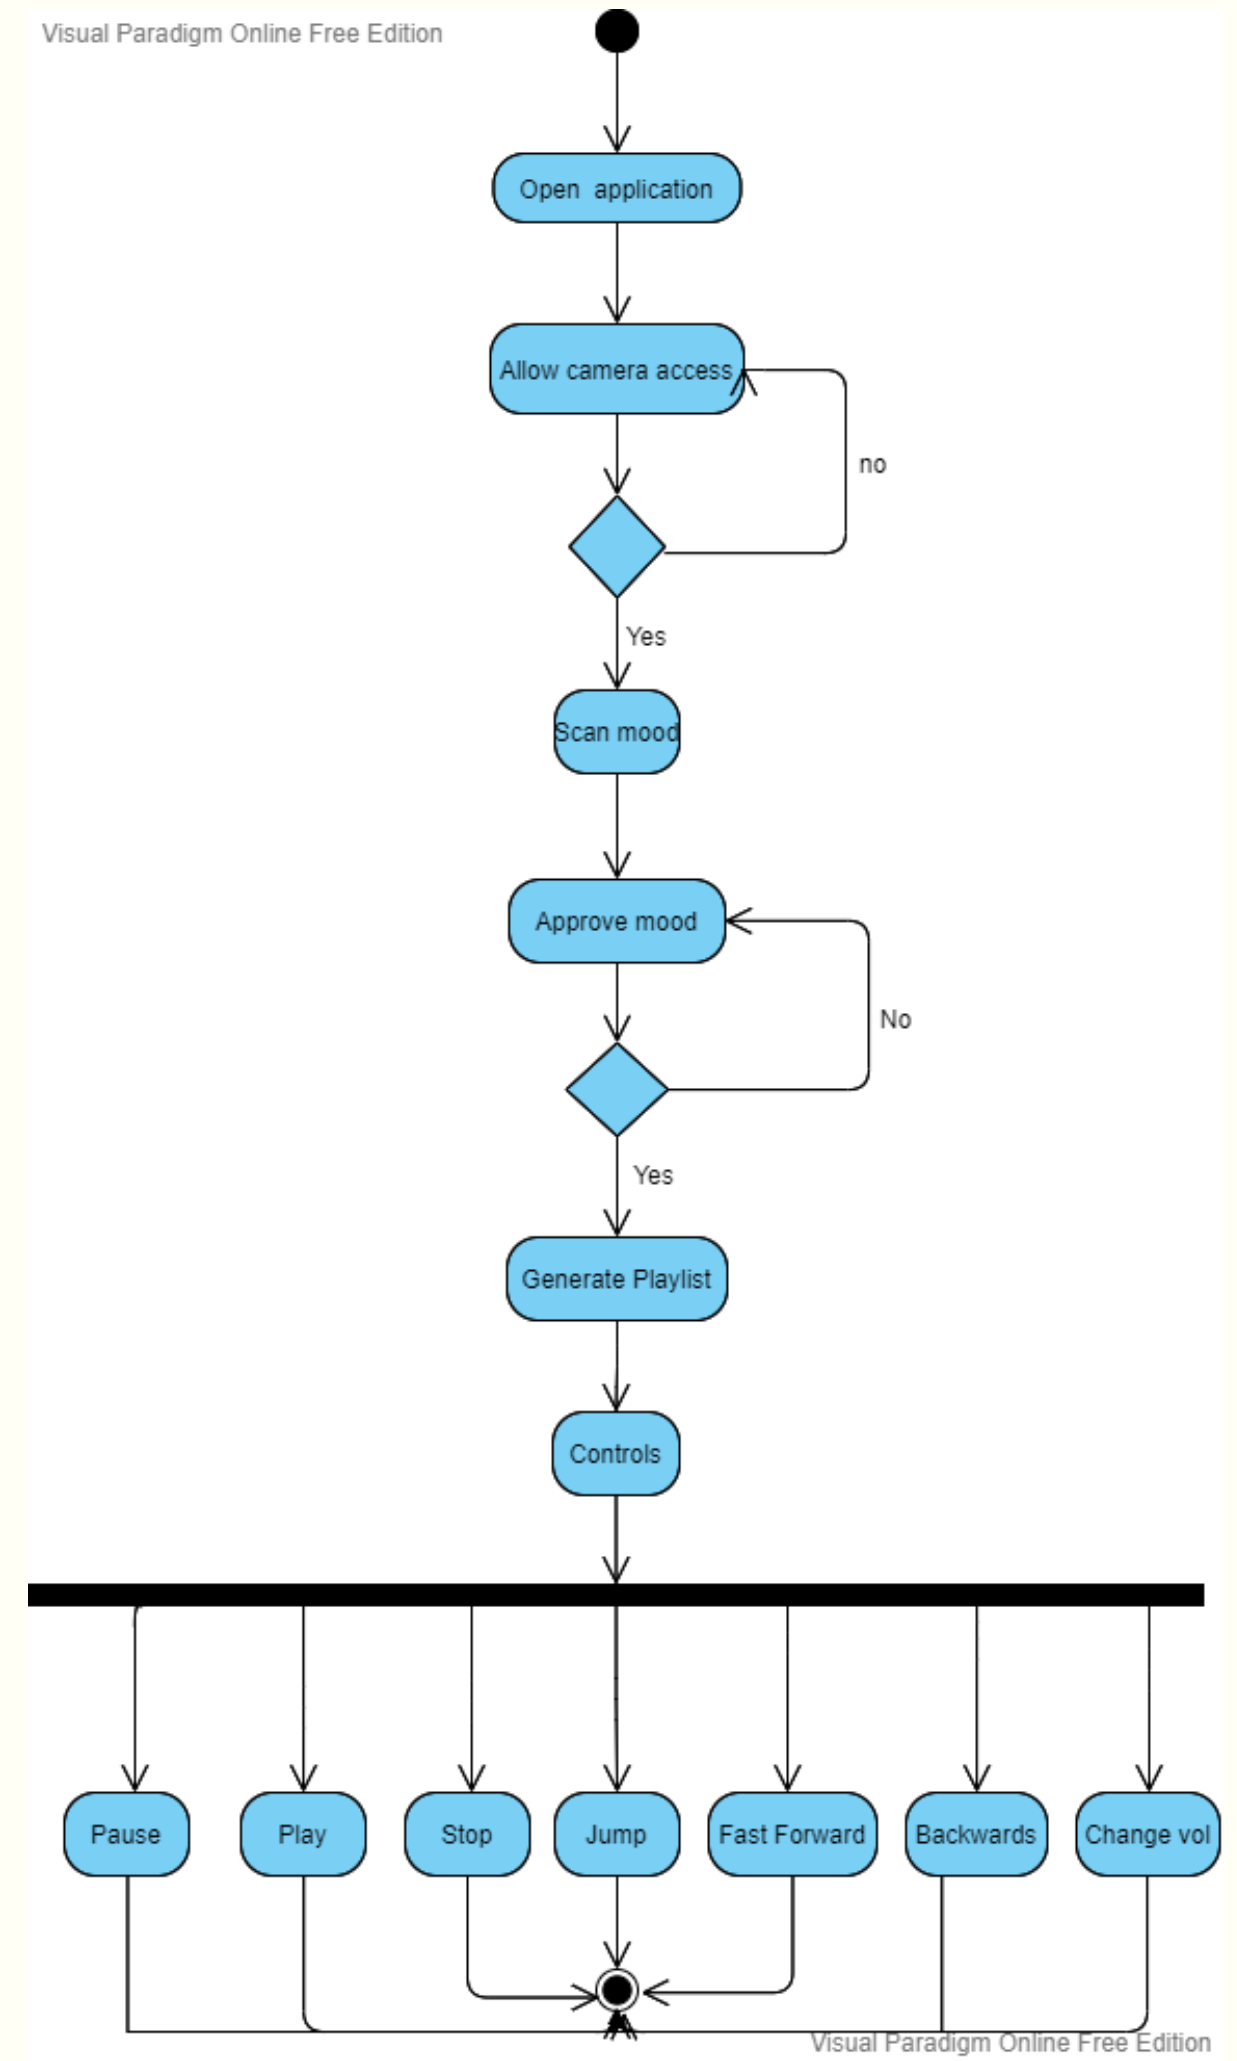 Visual Paradigm Online Free Edition
Open application
Allow camera access
no
Yes
Scan mood
Approve mood
No
Yes
Generate Playlist
Controls
Pause
Play
Stop
Jump
Fast Forward
Backwards
Change vol
Visual Paradigm Online Free Edition